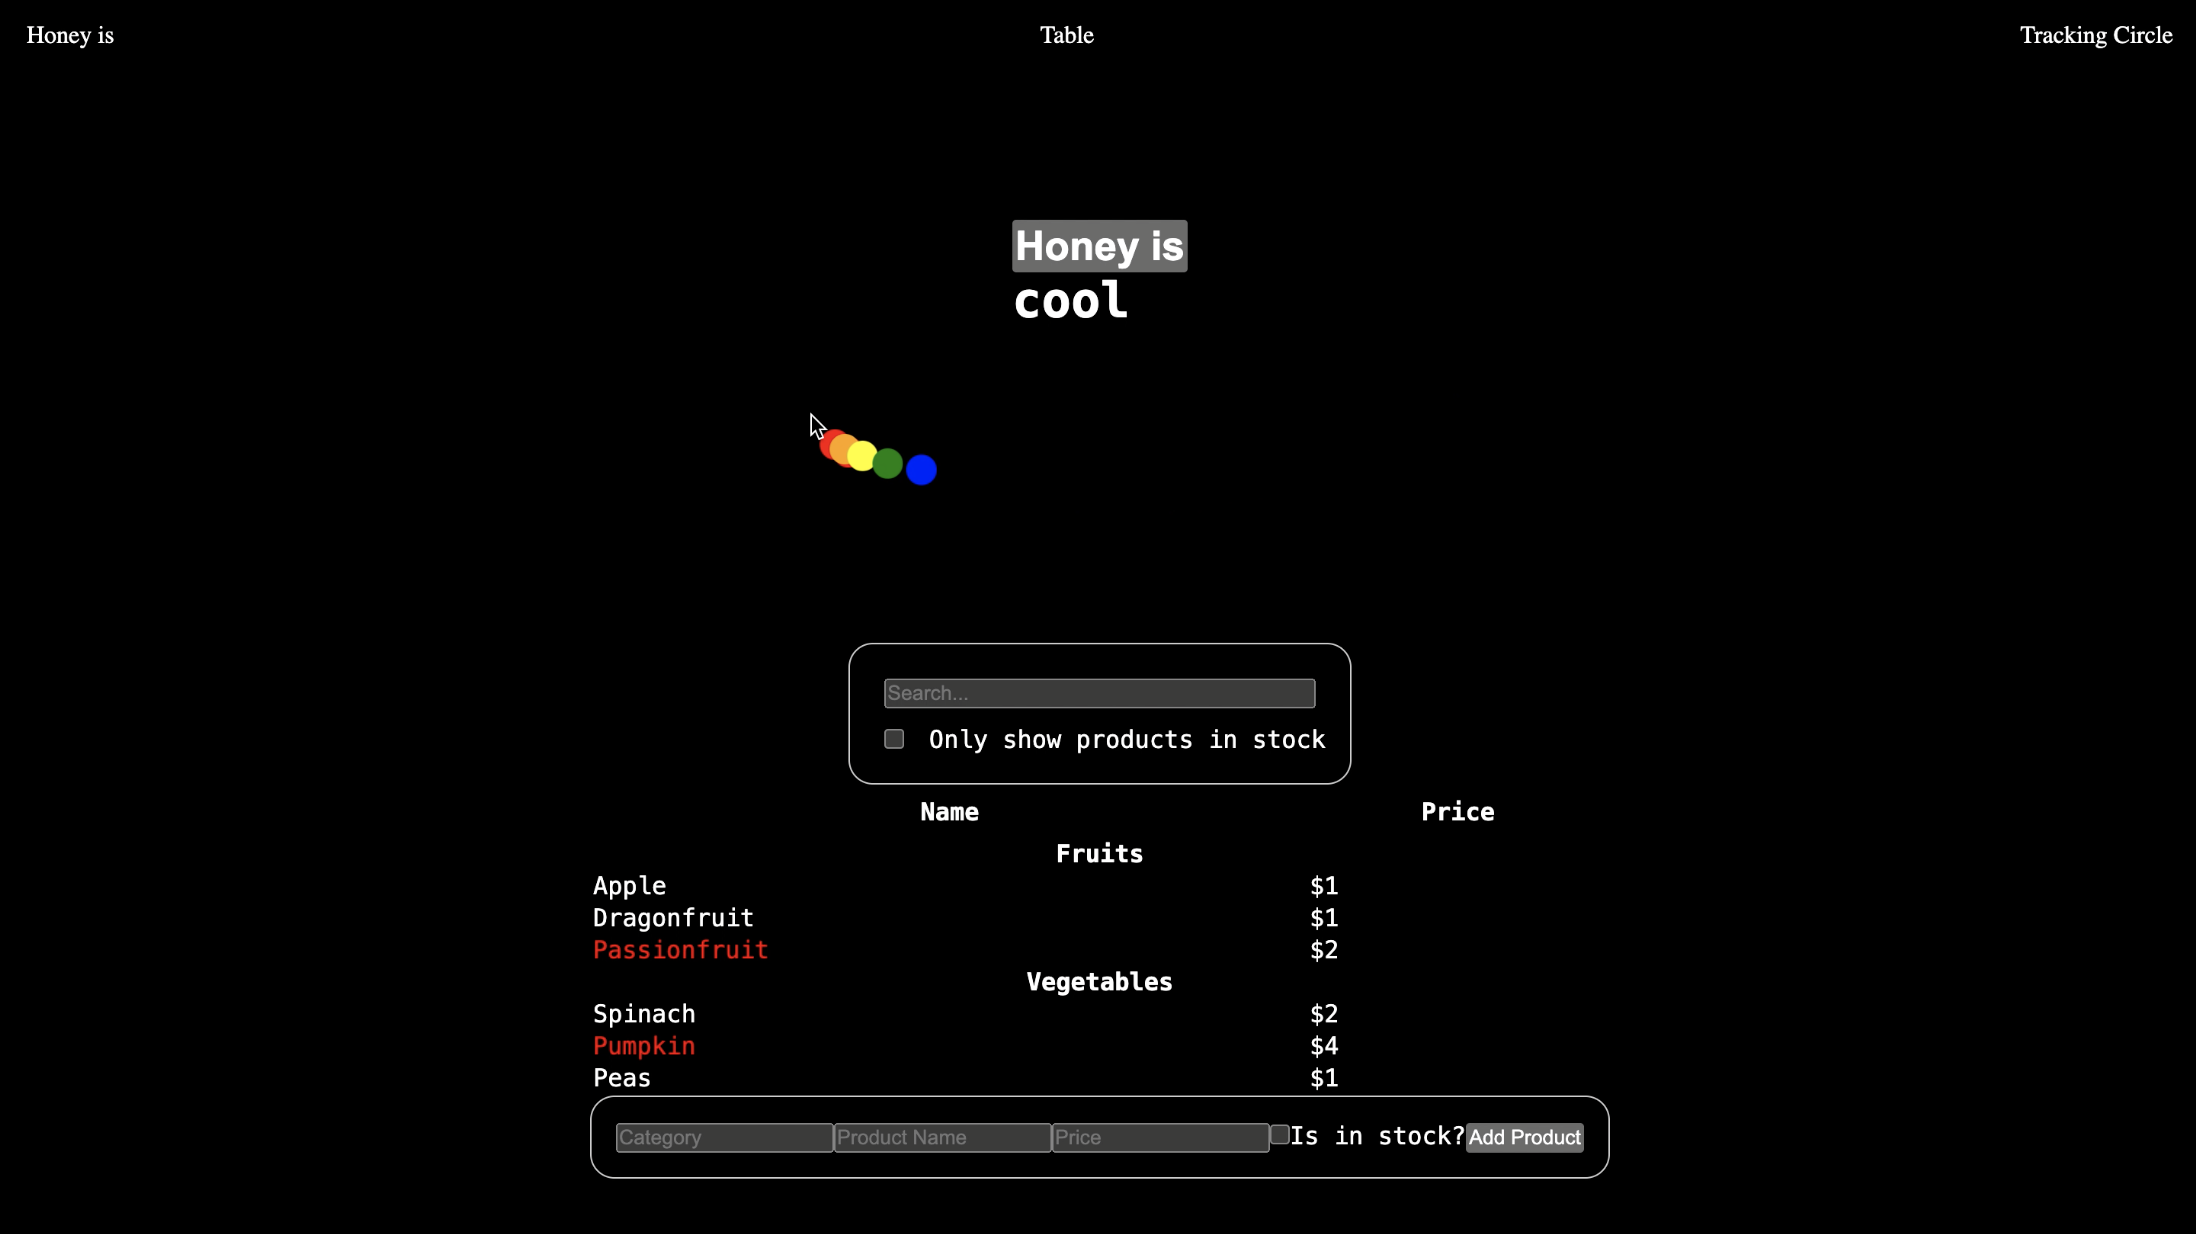 Honey is Table Tracking Circle
Honey is
cool
Search...
Only show products in stock
Name Price
Fruits
Apple $1
Dragonfruit $1
Passionfruit $2
Vegetables
Spinach $2
Pumpkin $4
Peas $1
Category Product Name Price Is in stock? Add Product